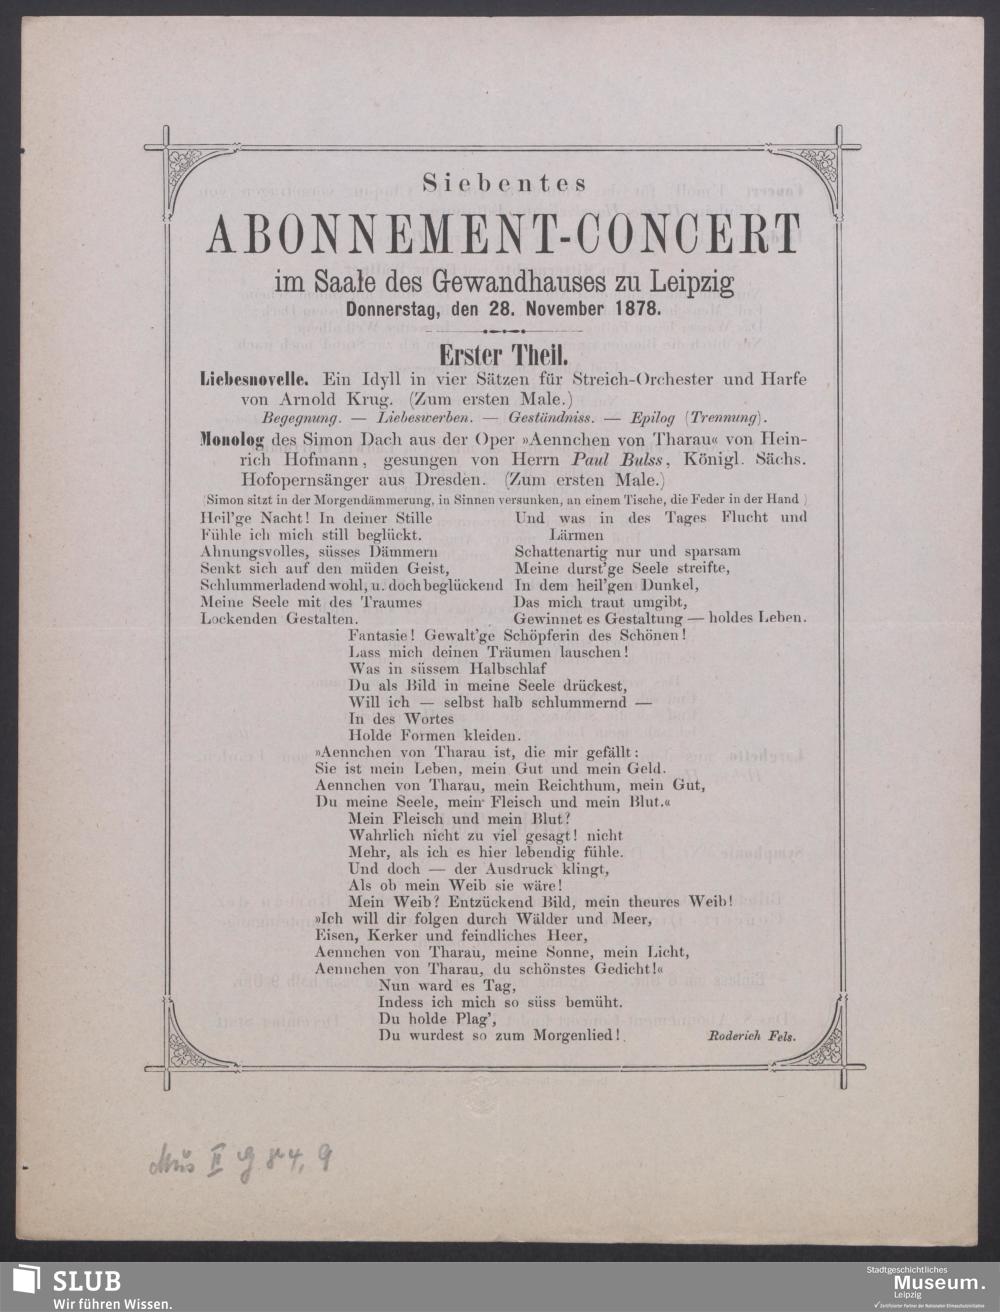 Siebentes
ABONNEMENT-CONCERT
im Saale des Gewandhauses zu Leipzig
Donnerstag, den 28. November 1878.
Erster Theil.
Liebesnovelle. Ein Idyll in vier Sätzen für Streich-Orchester und Harfe
von Arnold Krug. (Zum ersten Male.)
Begegnung. — Liebeswerben. — Geständniss. — Epilog (Trennung).
Monolog des Simon Dach aus der Oper »Aennchen von Tharau« von Hein-
rich Hofmann, gesungen von Herrn Paul Bulss, Königl. Sächs.
Hofopernsänger aus Dresden. (Zum ersten Male.)
(Simon sitzt in der Morgendämmerung, in Sinnen versunken, an einem Tische, die Feder in der Hand )
Heil'ge Nacht! In deiner Stille
Fühle ich mich still beglückt.
Ahnungsvolles, süsses Dämmern
Senkt sich auf den müden Geist,
Schlummerladend wohl, u. doch beglückend
Meine Seele mit des Traumes
Lockenden Gestalten.
Und was in des Tages Flucht und
Lärmen
Schattenartig nur und sparsam
Meine durst'ge Seele streifte,
In dem heil'gen Dunkel,
Das mich traut umgibt,
Gewinnet es Gestaltung — holdes Leben.
Fantasie! Gewalt'ge Schöpferin des Schönen!
Lass mich deinen Träumen lauschen!
Was in süssem Halbschlaf
Du als Bild in meine Seele drückest,
Will ich — selbst halb schlummernd —
In des Wortes
Holde Formen kleiden.
»Aennchen von Tharau ist, die mir gefällt:
Sie ist mein Leben, mein Gut und mein Geld.
Aennchen von Tharau, mein Reichthum, mein Gut,
Du meine Seele, mein Fleisch und mein Blut.«
Mein Fleisch und mein Blut?
Wahrlich nicht zu viel gesagt! nicht
Mehr, als ich es hier lebendig fühle.
Und doch — der Ausdruck klingt,
Als ob mein Weib sie wäre!
Mein Weib? Entzückend Bild, mein theures Weib!
»Ich will dir folgen durch Wälder und Meer,
Eisen, Kerker und feindliches Heer,
Aennchen von Tharau, meine Sonne, mein Licht,
Aennchen von Tharau, du schönstes Gedicht!«
Nun ward es Tag,
Indess ich mich so süss bemüht.
Du holde Plag',
Du wurdest so zum Morgenlied!
Roderich Fels.
Mus II g 84, 9
SLUB
Wir führen Wissen.
Stadtgeschichtliches
Museum.
Leipzig
✓ Zertifizierter Partner der Nationalen Klimaschutzinitiative